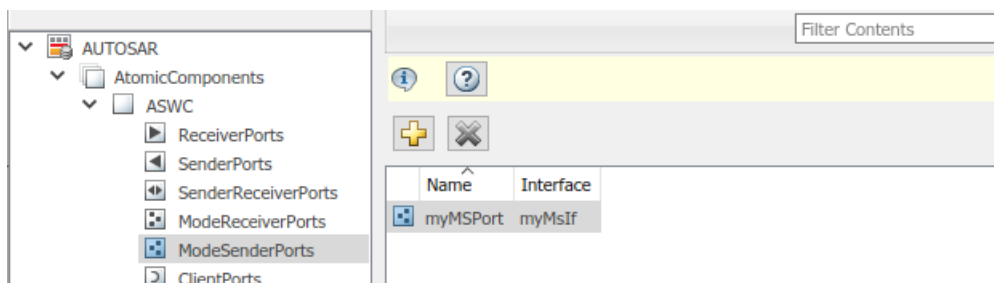 Filter Contents
AUTOSAR
AtomicComponents
ASWC
ReceiverPorts
SenderPorts
SenderReceiverPorts
ModeReceiverPorts
ModeSenderPorts
ClientPorts
Name Interface
myMSPort myMsIf